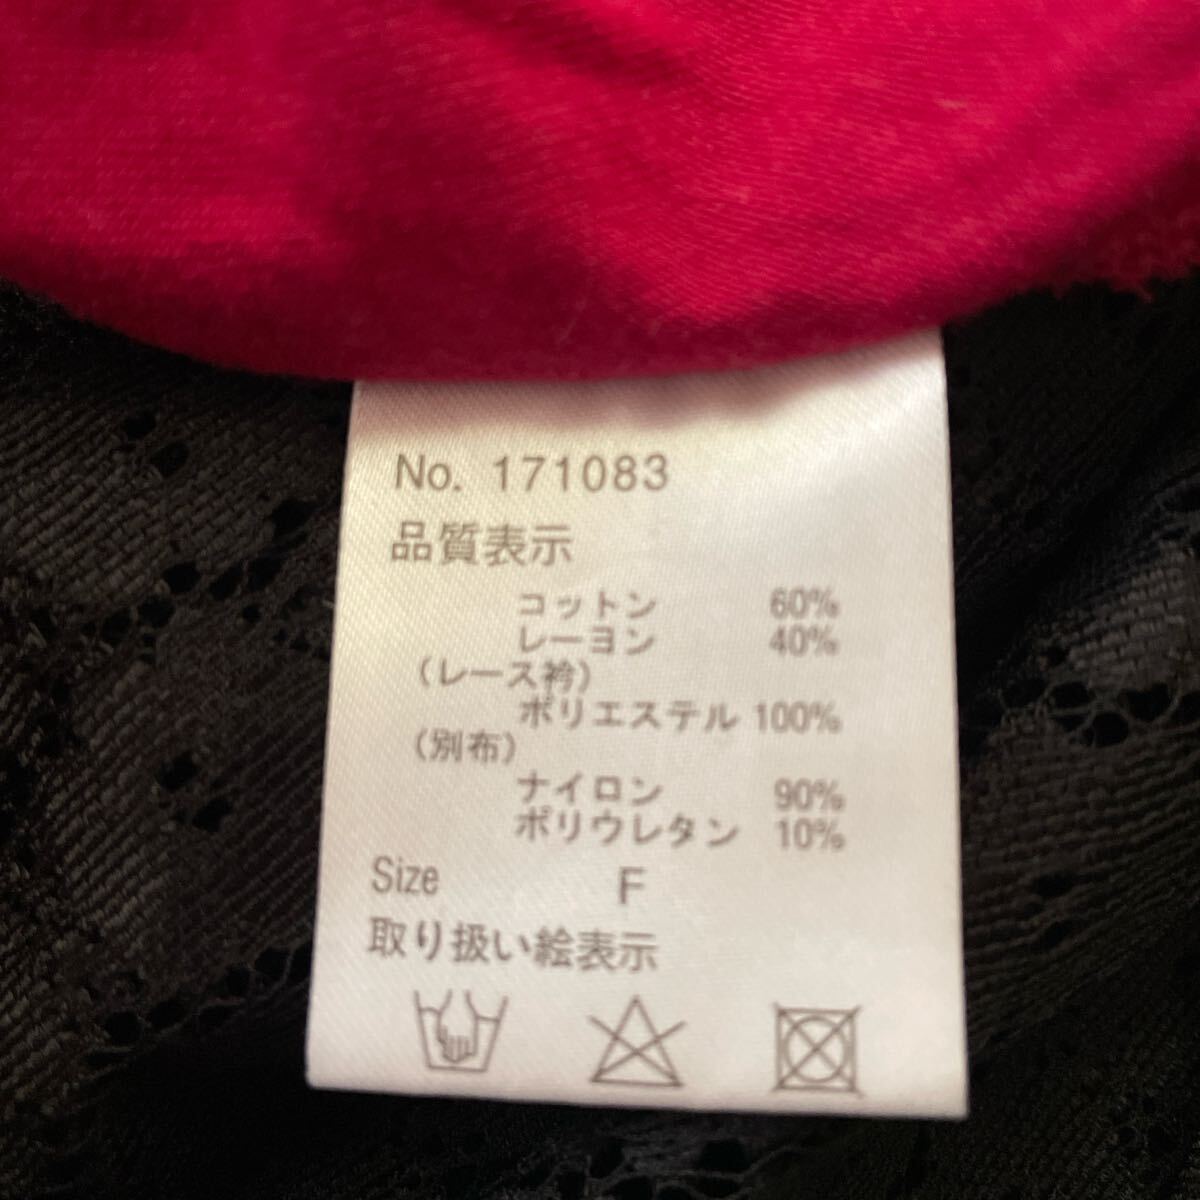 No. 171083
品質表示
コットン 60%
レーヨン 40%
(レース衿)
ポリエステル 100%
(別布)
ナイロン 90%
ポリウレタン 10%
Size F
取り扱い絵表示